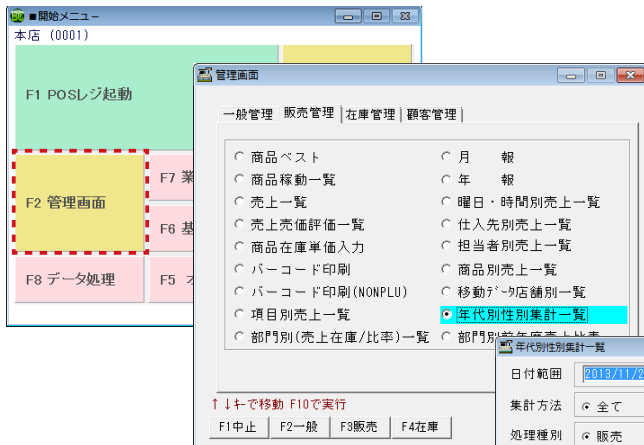 ■開始メニュー
本店 (0001)
F1 POSレジ起動
F2 管理画面
F7 業
F6 基
F8 データ処理
F5
管理画面
一般管理 販売管理 在庫管理 顧客管理
商品ベスト
商品稼動一覧
売上一覧
売上売価評価一覧
商品在庫単価入力
バーコード印刷
バーコード印刷(NONPLU)
項目別売上一覧
部門別(売上在庫/比率)一覧
月 報
年 報
曜日・時間別売上一覧
仕入先別売上一覧
担当者別売上一覧
商品別売上一覧
移動データ店舗別一覧
年代別性別集計一覧
部門別前年度売上比表
↑↓キーで移動 F10で実行
F1中止 F2一般 F3販売 F4在庫
年代別性別集計一覧
日付範囲 2013/11/2
集計方法 全て
処理種別 販売